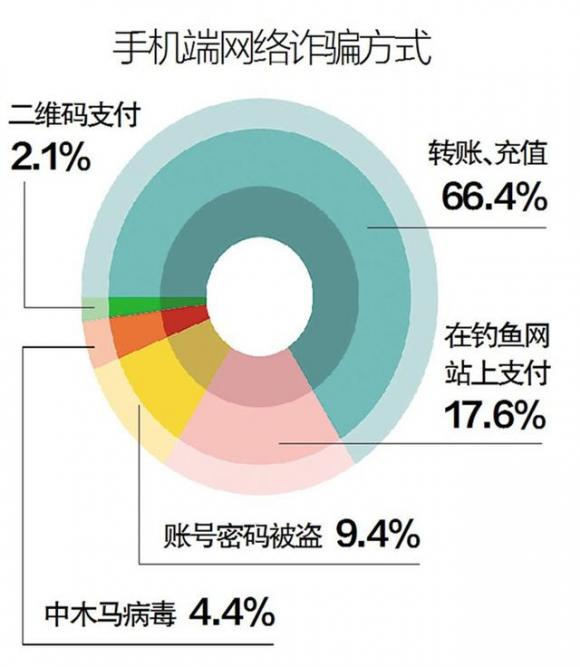 手机端网络诈骗方式
二维码支付
2.1%
转账、充值
66.4%
在钓鱼网
站上支付
17.6%
账号密码被盗 9.4%
中木马病毒 4.4%